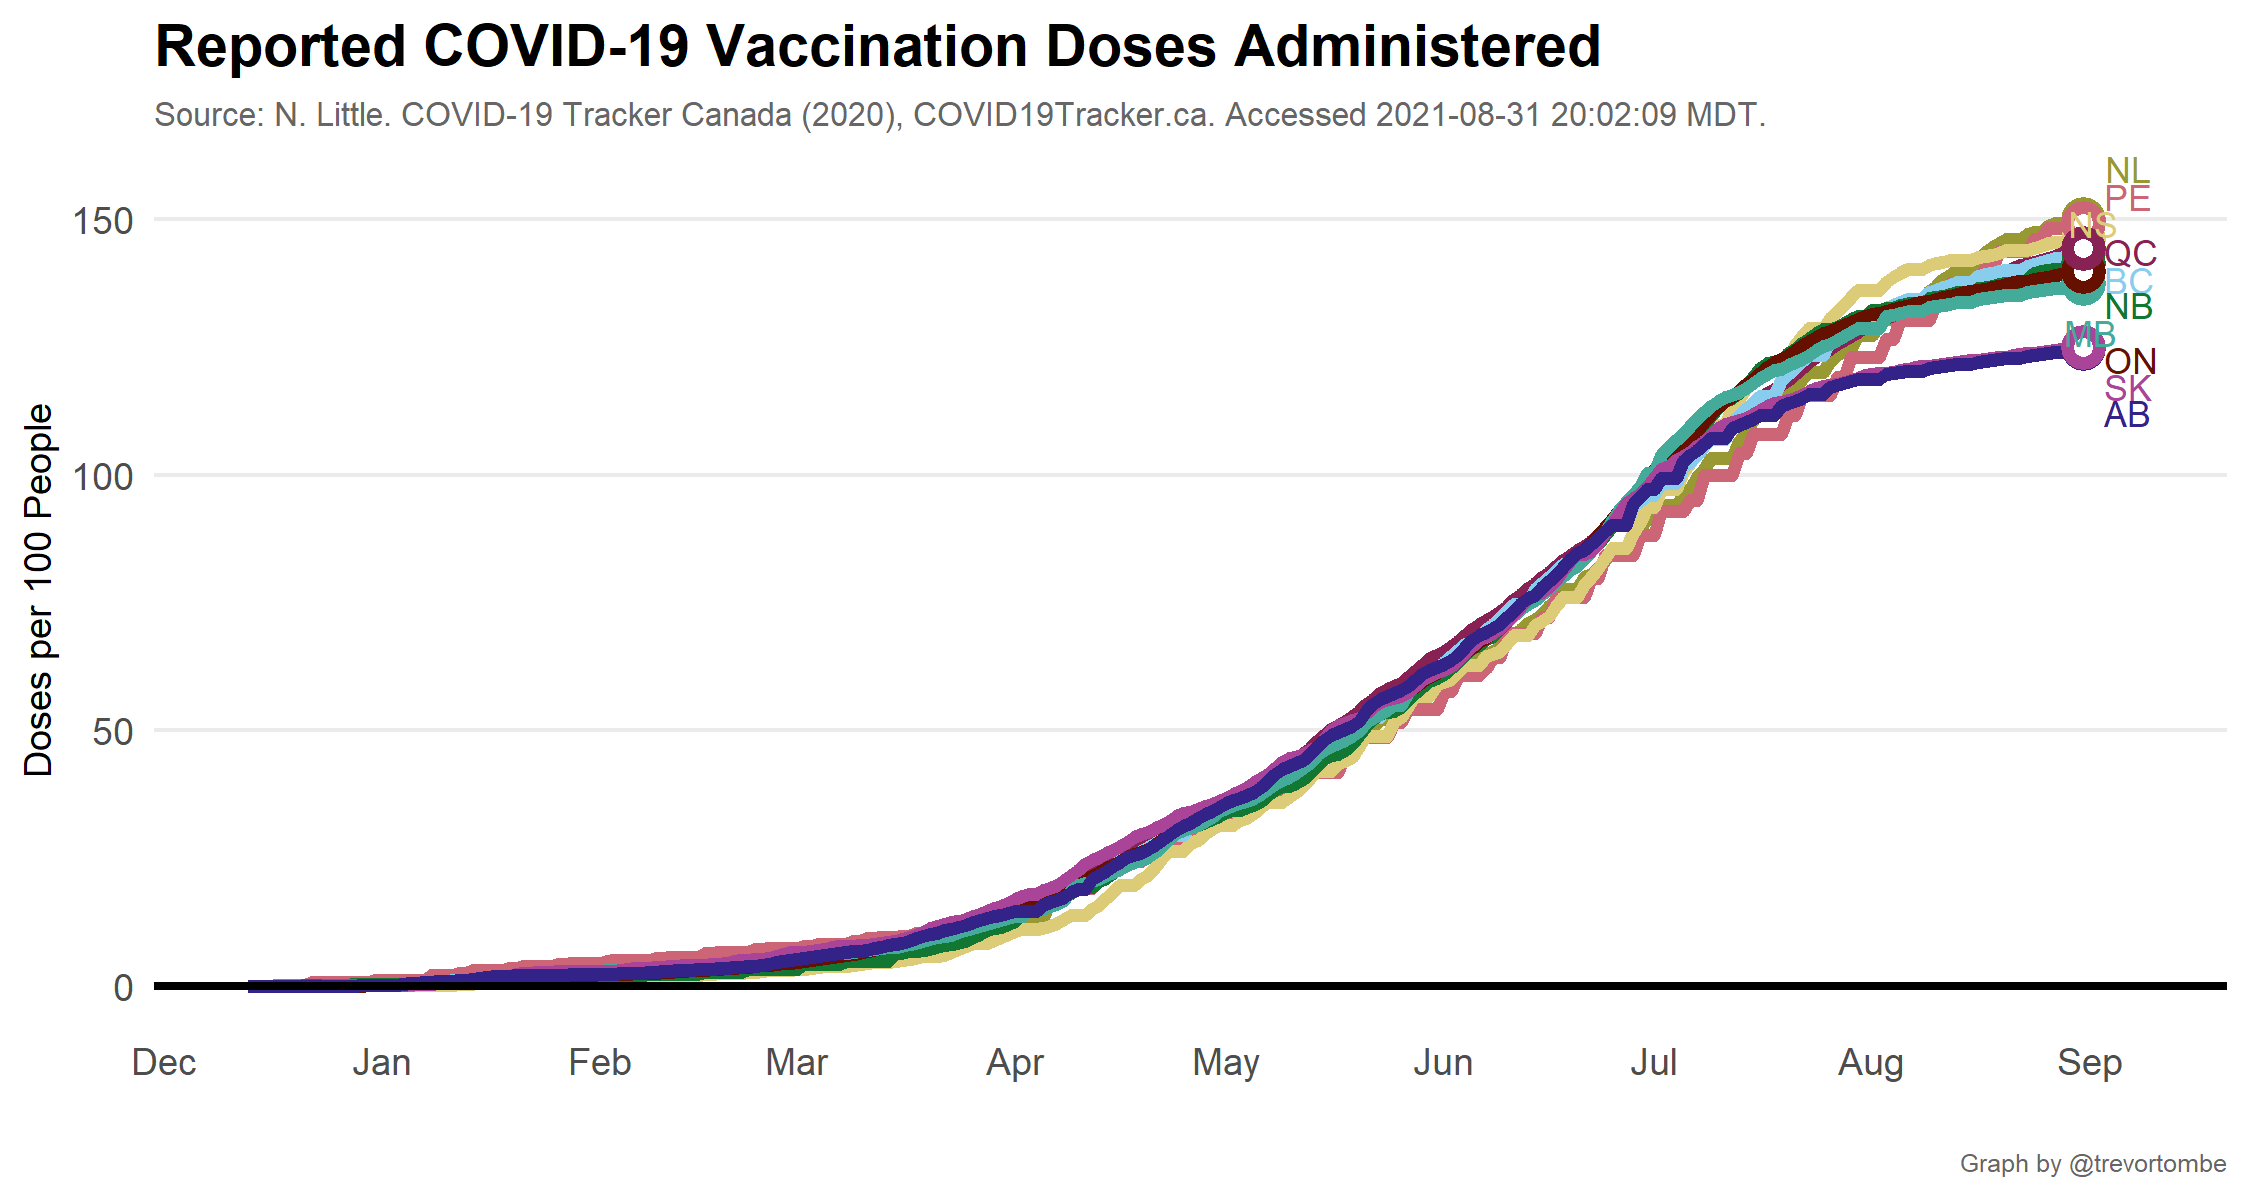 Reported COVID-19 Vaccination Doses Administered
Source: N. Little. COVID-19 Tracker Canada (2020), COVID19Tracker.ca. Accessed 2021-08-31 20:02:09 MDT.
Doses per 100 People
150
100
50
0
NL
PE
NS
QC
BC
NB
MB
ON
SK
AB
Dec Jan Feb Mar Apr May Jun Jul Aug Sep
Graph by @trevortombe